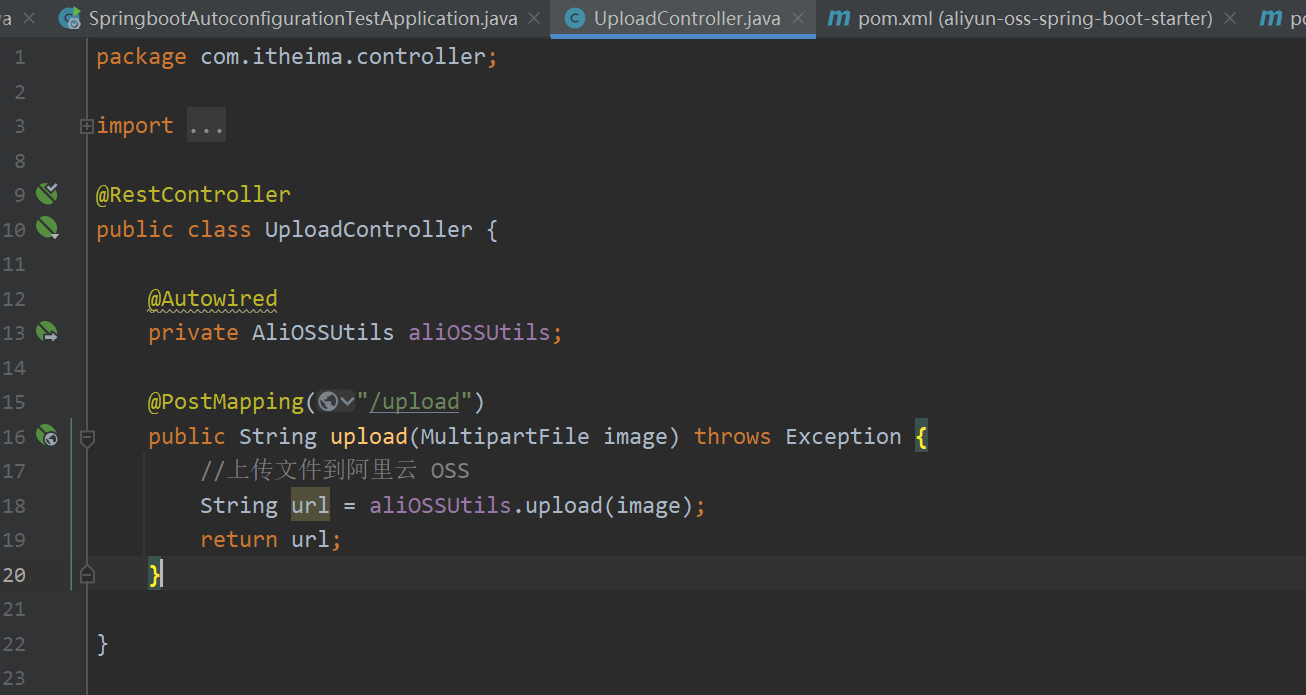 a SpringbootAutoconfigurationTestApplication.java UploadController.java pom.xml (aliyun-oss-spring-boot-starter)
1 package com.itheima.controller;
2
3 import ...
8
9 @RestController
10 public class UploadController {
11
12 @Autowired
13 private AliOSSUtils aliOSSUtils;
14
15 @PostMapping("/upload")
16 public String upload(MultipartFile image) throws Exception {
17 //上传文件到阿里云 OSS
18 String url = aliOSSUtils.upload(image);
19 return url;
20 }
21
22 }
23